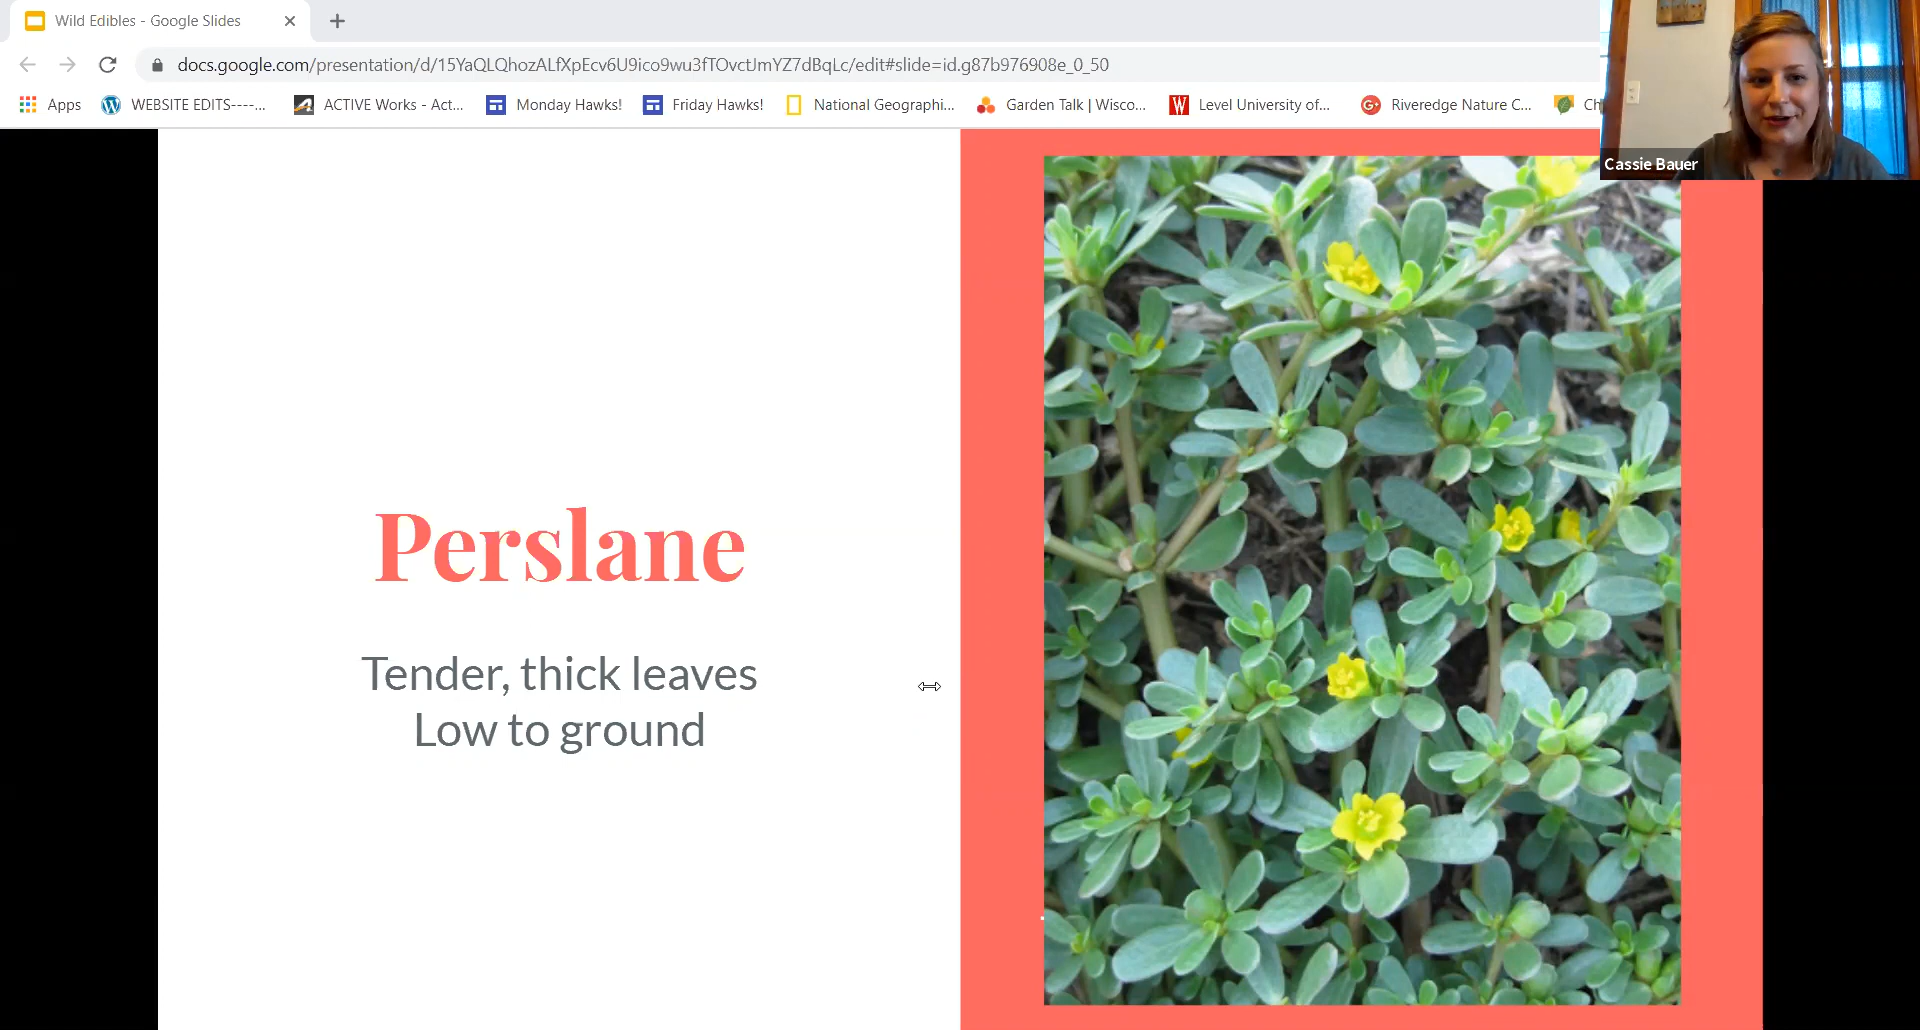 Wild Edibles - Google Slides
docs.google.com/presentation/d/15YaQLQhozALfXpEcv6U9ico9wu3fTOvctJmYZ7dBqLc/edit#slide=id.g87b976908e_0_50
Apps WEBSITE EDITS----... ACTIVE Works - Act... Monday Hawks! Friday Hawks! National Geographi... Garden Talk | Wisco... Level University of... Riveredge Nature C... Ch
Cassie Bauer
Perslane
Tender, thick leaves
Low to ground